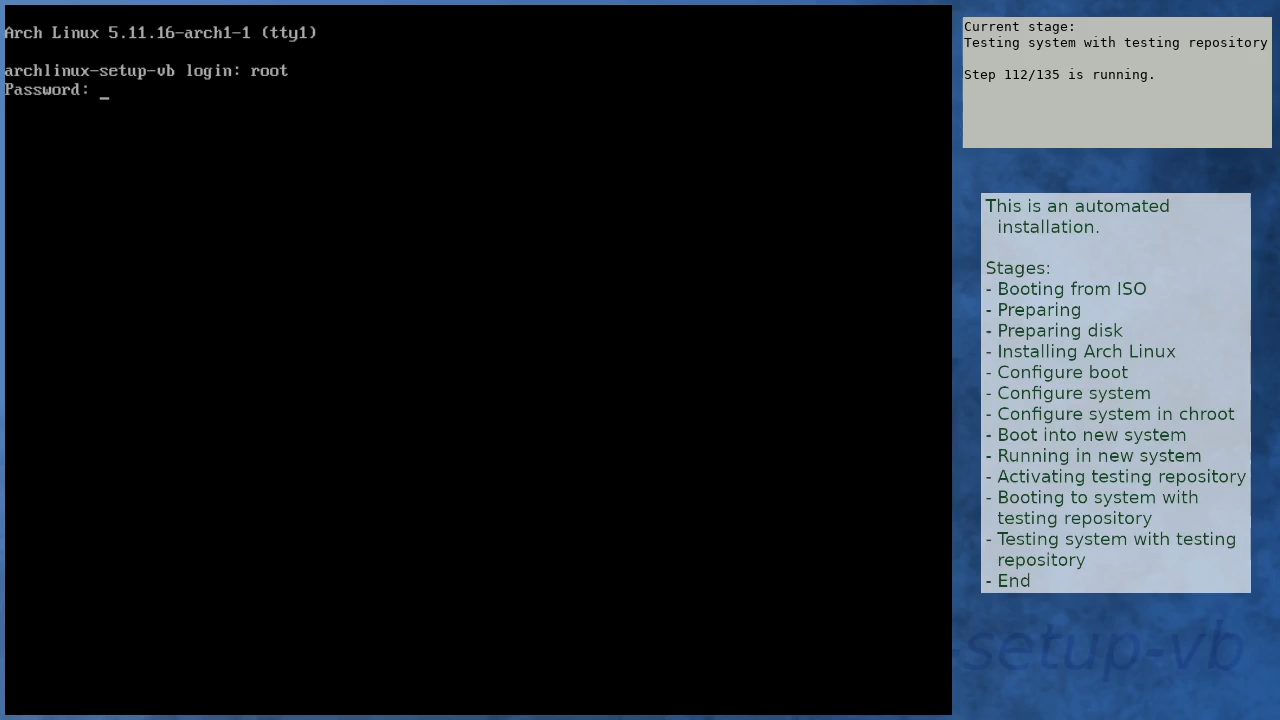 Arch Linux 5.11.16-arch1-1 (tty1)
archlinux-setup-vb login: root
Password: _
Current stage:
Testing system with testing repository
Step 112/135 is running.
This is an automated
installation.
Stages:
- Booting from ISO
- Preparing
- Preparing disk
- Installing Arch Linux
- Configure boot
- Configure system
- Configure system in chroot
- Boot into new system
- Running in new system
- Activating testing repository
- Booting to system with
testing repository
- Testing system with testing
repository
- End
-setup-vb